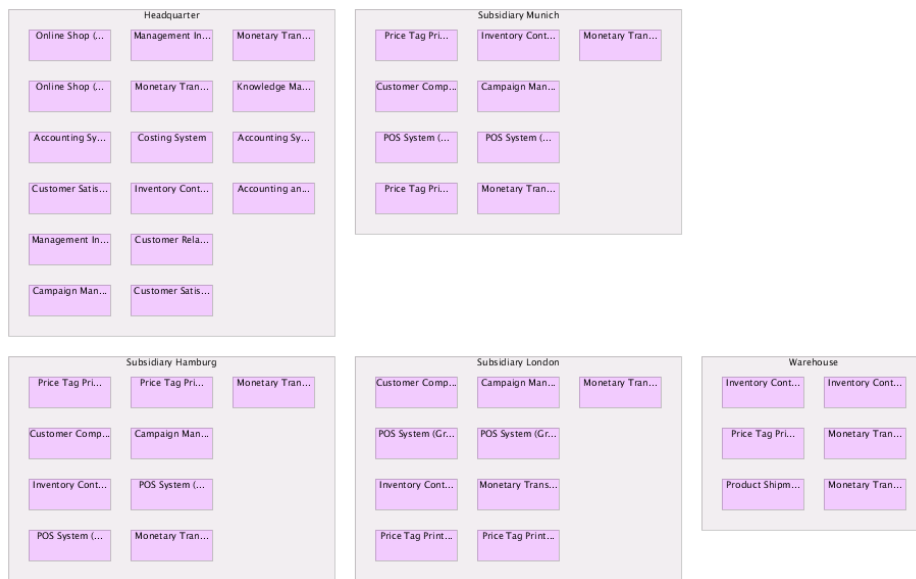 Headquarter
Online Shop (... Management In... Monetary Tran...
Online Shop (... Monetary Tran... Knowledge Ma...
Accounting Sy... Costing System Accounting Sy...
Customer Satis... Inventory Cont... Accounting an...
Management In... Customer Rela...
Campaign Man... Customer Satis...
Subsidiary Munich
Price Tag Pri... Inventory Cont... Monetary Tran...
Customer Comp... Campaign Man...
POS System (... POS System (...
Price Tag Pri... Monetary Tran...
Subsidiary Hamburg
Price Tag Pri... Price Tag Pri... Monetary Tran...
Customer Comp... Campaign Man...
Inventory Cont... POS System (...
POS System (... Monetary Tran...
Subsidiary London
Customer Comp... Campaign Man... Monetary Tran...
POS System (Gr... POS System (Gr...
Inventory Cont... Monetary Trans...
Price Tag Print... Price Tag Print...
Warehouse
Inventory Cont... Inventory Cont...
Price Tag Pri... Monetary Tran...
Product Shipm... Monetary Tran...